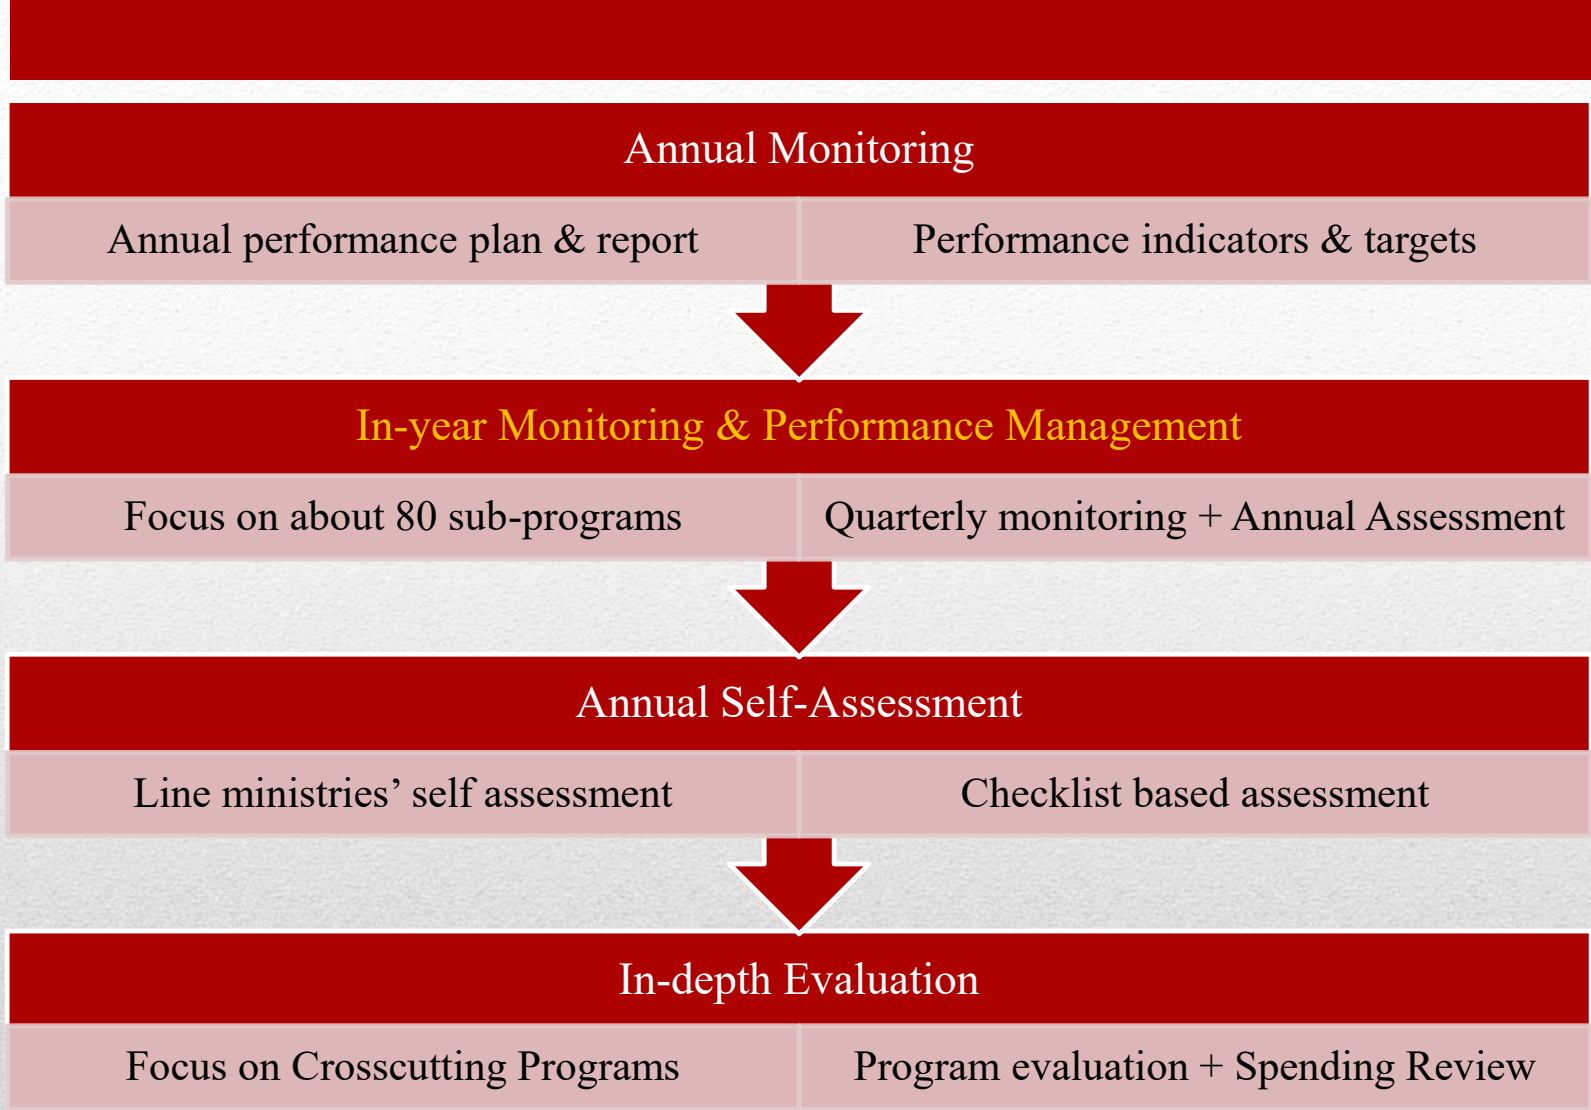 Annual Monitoring
Annual performance plan & report
Performance indicators & targets
In-year Monitoring & Performance Management
Focus on about 80 sub-programs
Quarterly monitoring + Annual Assessment
Annual Self-Assessment
Line ministries’ self assessment
Checklist based assessment
In-depth Evaluation
Focus on Crosscutting Programs
Program evaluation + Spending Review